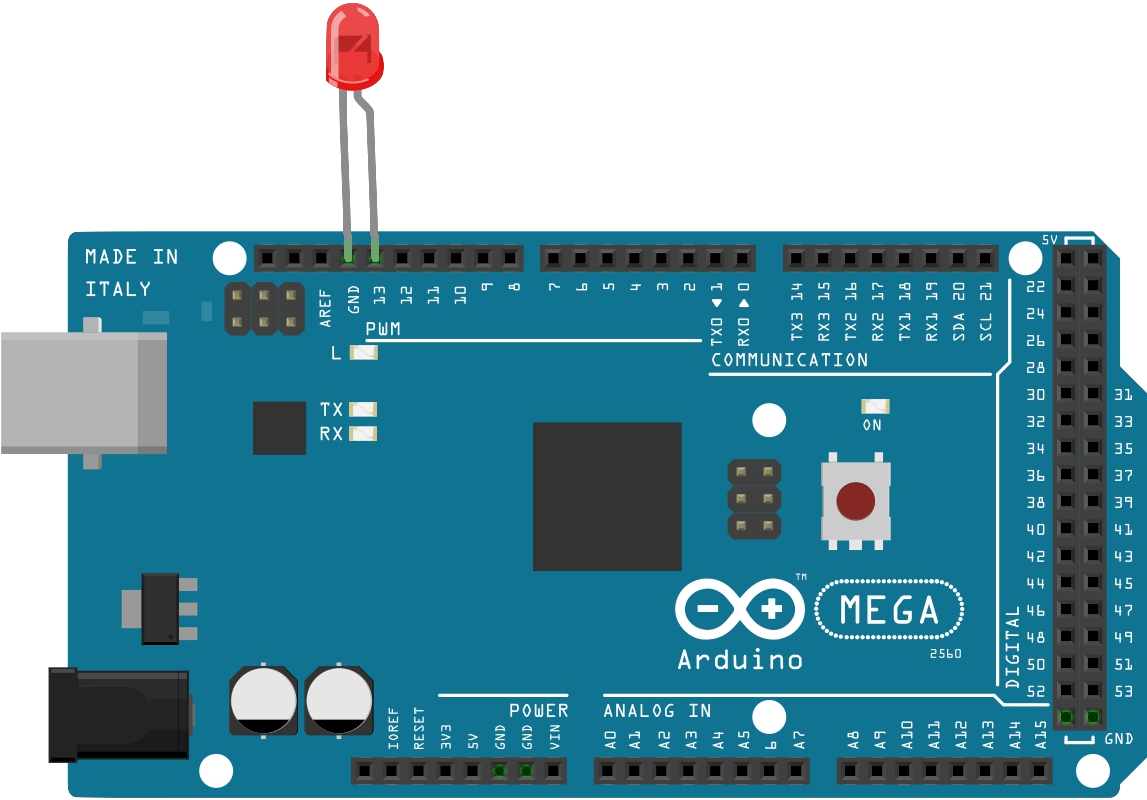 MADE IN
ITALY
AREF
GND
13
12
11
10
9
8
7
6
5
4
3
2
TX0 ◀ 1
RX0 ▶ 0
TX3 14
RX3 15
TX2 16
RX2 17
TX1 18
RX1 19
SDA 20
SCL 21
5V
PWM
COMMUNICATION
L
TX
RX
ON
22
24
26
28
30 31
32 33
34 35
36 37
38 39
40 41
42 43
44 45
46 47
48 49
50 51
52 53
DIGITAL
GND
MEGA
TM
Arduino
2560
POWER
ANALOG IN
IOREF
RESET
3V3
5V
GND
GND
VIN
A0
A1
A2
A3
A4
A5
6
A7
A8
A9
A10
A11
A12
A13
A14
A15